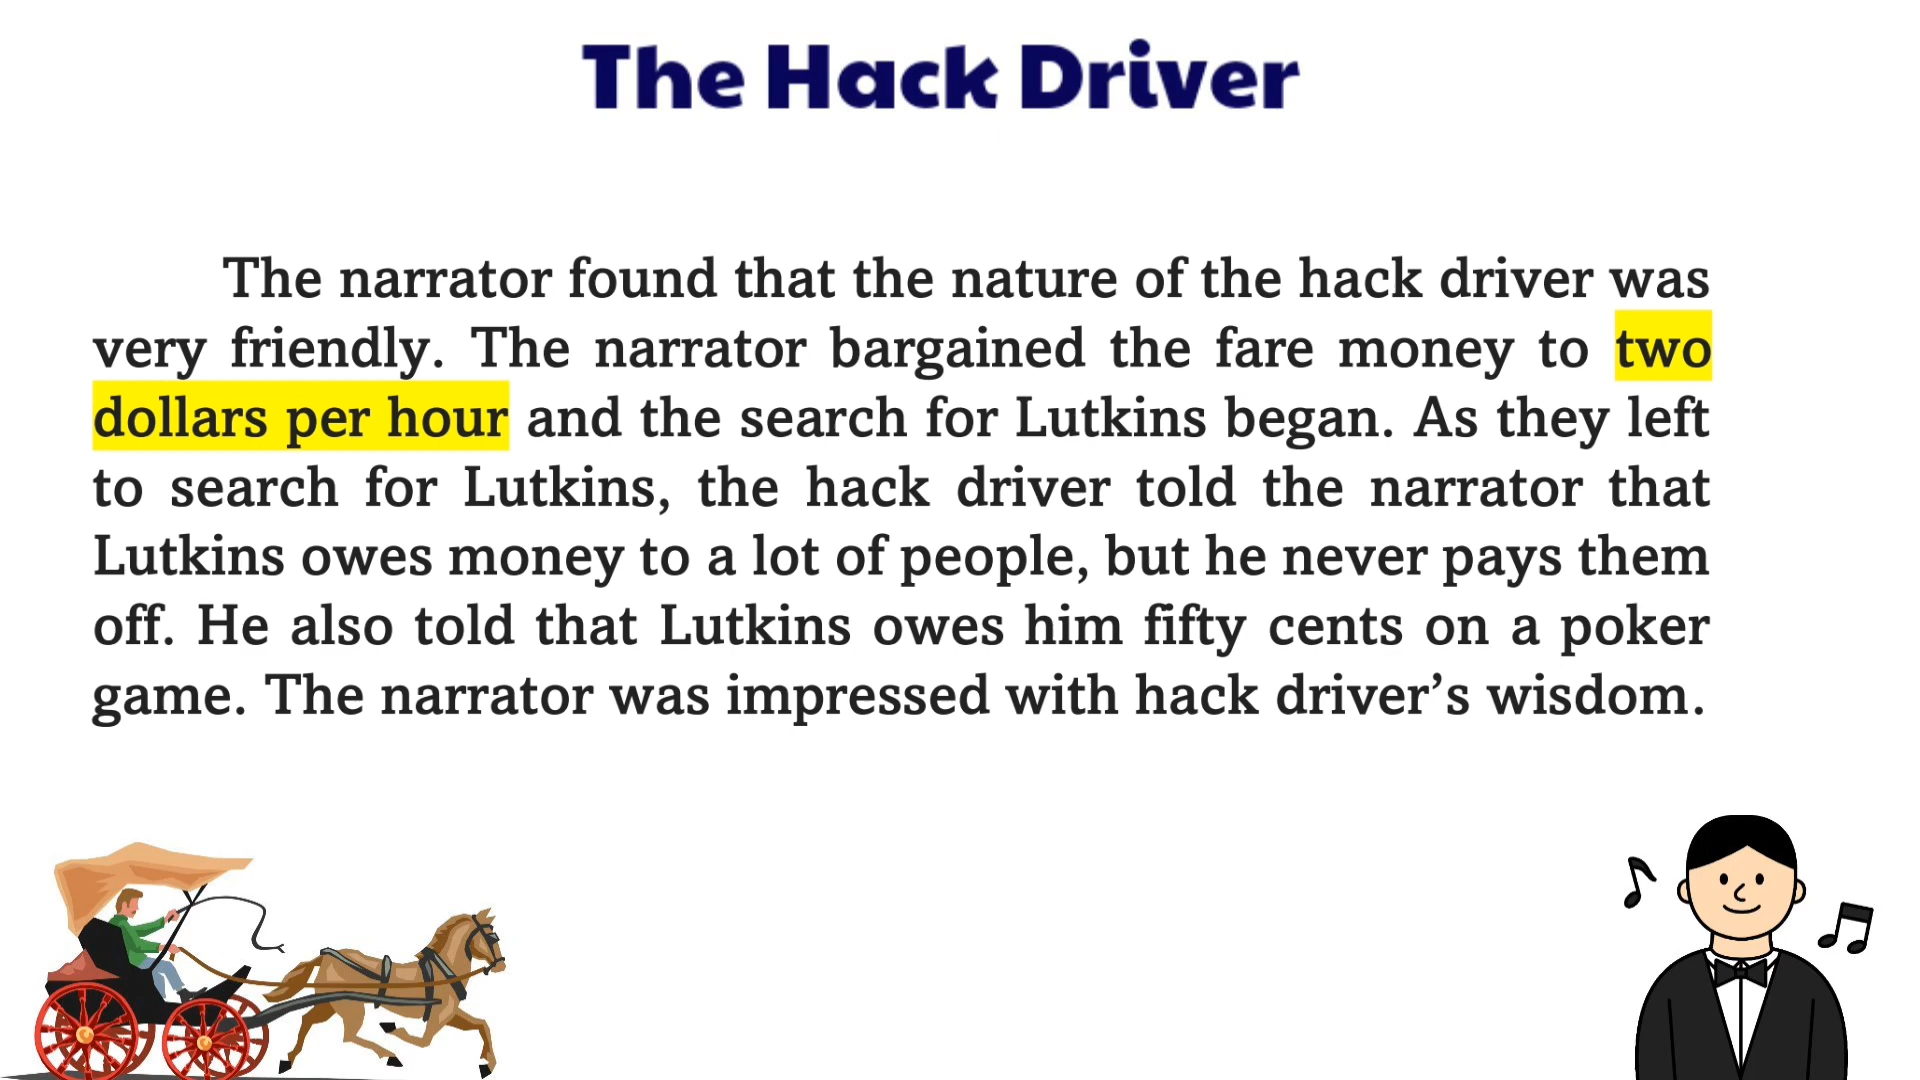 The Hack Driver
The narrator found that the nature of the hack driver was
very friendly. The narrator bargained the fare money to two
dollars per hour and the search for Lutkins began. As they left
to search for Lutkins, the hack driver told the narrator that
Lutkins owes money to a lot of people, but he never pays them
off. He also told that Lutkins owes him fifty cents on a poker
game. The narrator was impressed with hack driver’s wisdom.